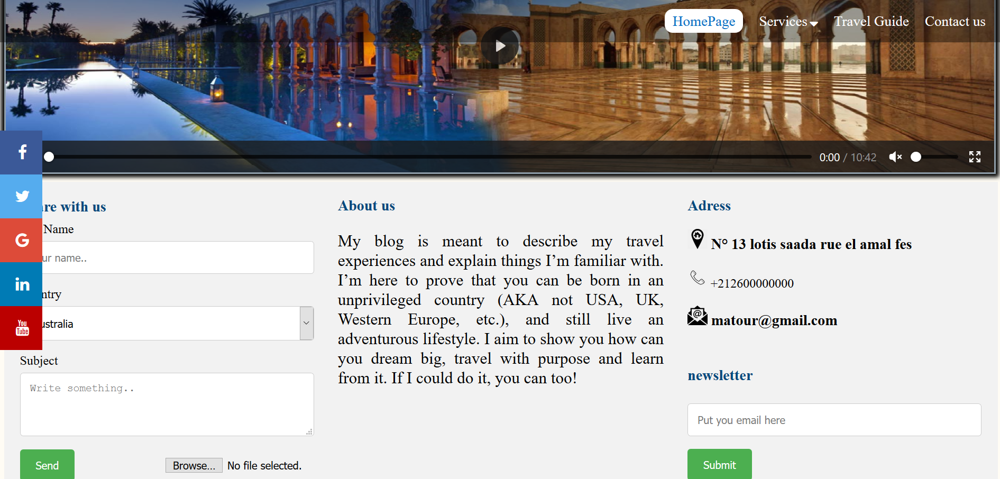 HomePage Services Travel Guide Contact us
0:00 / 10:42
are with us
Name
ur name..
ntry
ustralia
Subject
Write something..
Send Browse... No file selected.
About us
My blog is meant to describe my travel
experiences and explain things I’m familiar with.
I’m here to prove that you can be born in an
unprivileged country (AKA not USA, UK,
Western Europe, etc.), and still live an
adventurous lifestyle. I aim to show you how can
you dream big, travel with purpose and learn
from it. If I could do it, you can too!
Adress
N° 13 lotis saada rue el amal fes
+212600000000
matour@gmail.com
newsletter
Put you email here
Submit
f
G
in
You
Tube